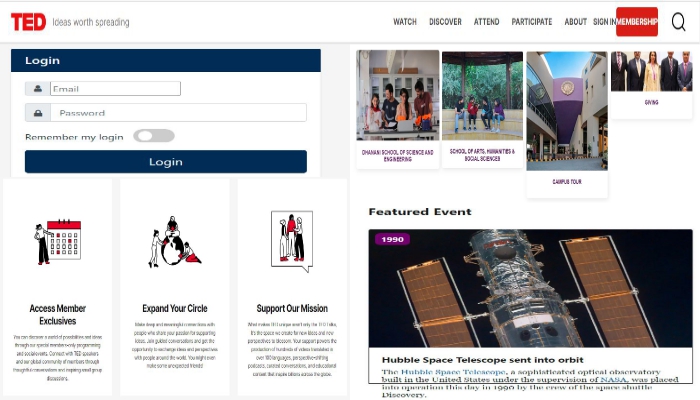 TED Ideas worth spreading
WATCH DISCOVER ATTEND PARTICIPATE ABOUT SIGN IN MEMBERSHIP
Login
Email
Password
Remember my login
Login
Access Member
Exclusives
You can discover a world of possibilities and ideas
through our special member-only programming
and social events. Connect with TED speakers
and our global community of members through
thoughtful conversations and inspiring small group
discussions.
Expand Your Circle
Make deep and meaningful connections with
people who share your passion for supporting
ideas. Join guided conversations and get the
opportunity to exchange ideas and perspectives
with people around the world. You might even
make some unexpected friends!
Support Our Mission
What makes TED unique isn't only the TED Talks,
it's the space we create for new ideas and new
perspectives to blossom. Your support powers the
production of hundreds of videos translated in
over 100 languages, perspective-shifting
podcasts, curated conversations, and educational
content that inspire billions across the globe.
DHANANI SCHOOL OF SCIENCE AND
ENGINEERING
SCHOOL OF ARTS, HUMANITIES &
SOCIAL SCIENCES
CAMPUS TOUR
GIVING
Featured Event
1990
Hubble Space Telescope sent into orbit
The Hubble Space Telescope, a sophisticated optical observatory
built in the United States under the supervision of NASA, was placed
into operation this day in 1990 by the crew of the space shuttle
Discovery.